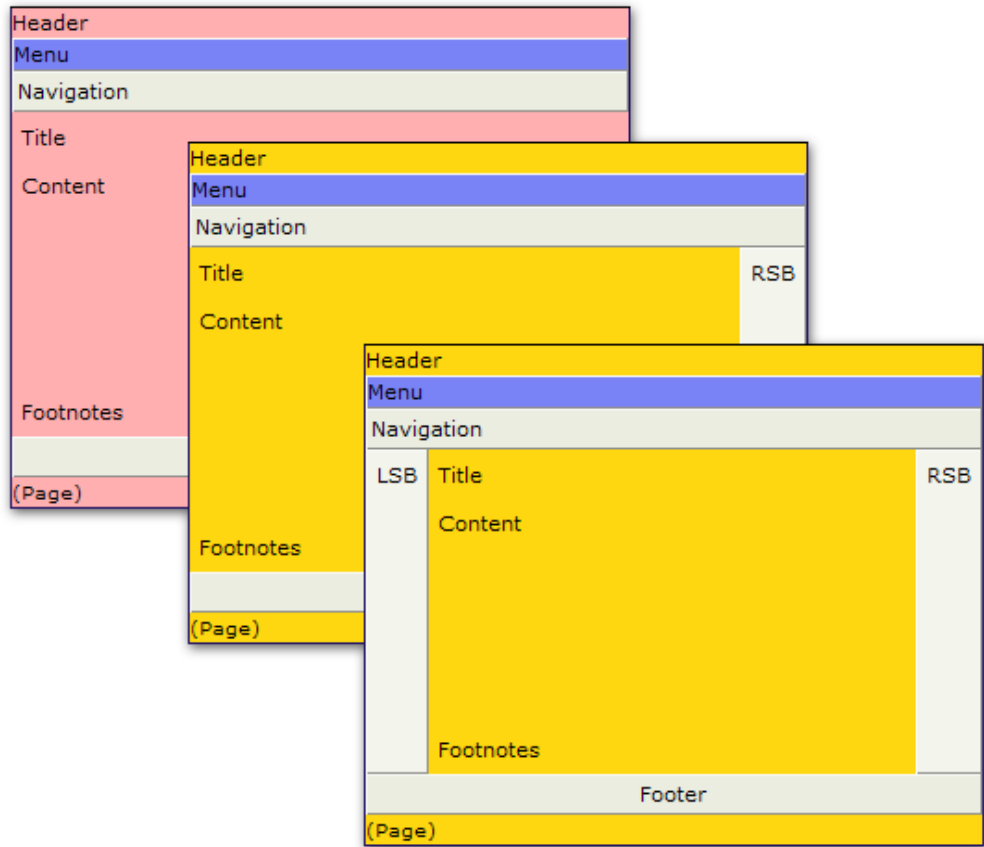 Header
Menu
Navigation
Title
Content
Footnotes
(Page)
Header
Menu
Navigation
Title RSB
Content
Footnotes
(Page)
Header
Menu
Navigation
LSB Title RSB
Content
Footnotes
Footer
(Page)